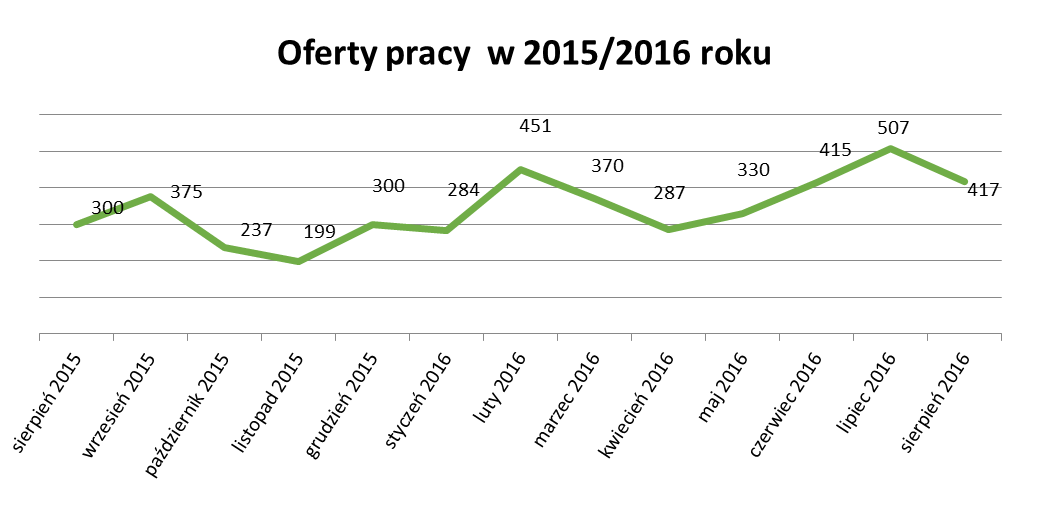 Oferty pracy  w 2015/2016 roku
300
375
237
199
300
284
451
370
287
330
415
507
417
sierpień 2015
wrzesień 2015
październik 2015
listopad 2015
grudzień 2015
styczeń 2016
luty 2016
marzec 2016
kwiecień 2016
maj 2016
czerwiec 2016
lipiec 2016
sierpień 2016